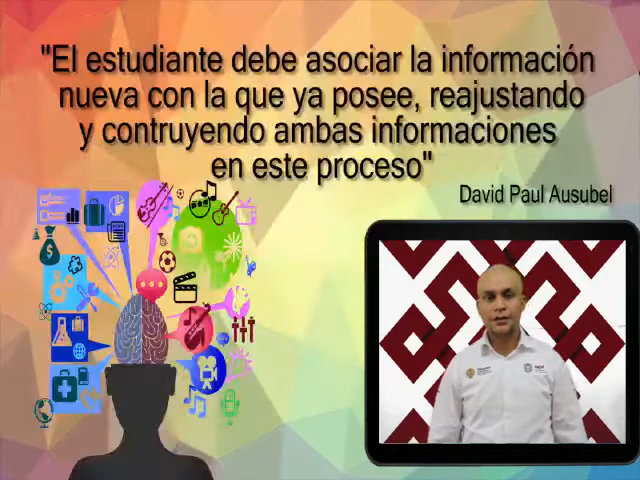 "El estudiante debe asociar la información
nueva con la que ya posee, reajustando
y contruyendo ambas informaciones
en este proceso"
David Paul Ausubel